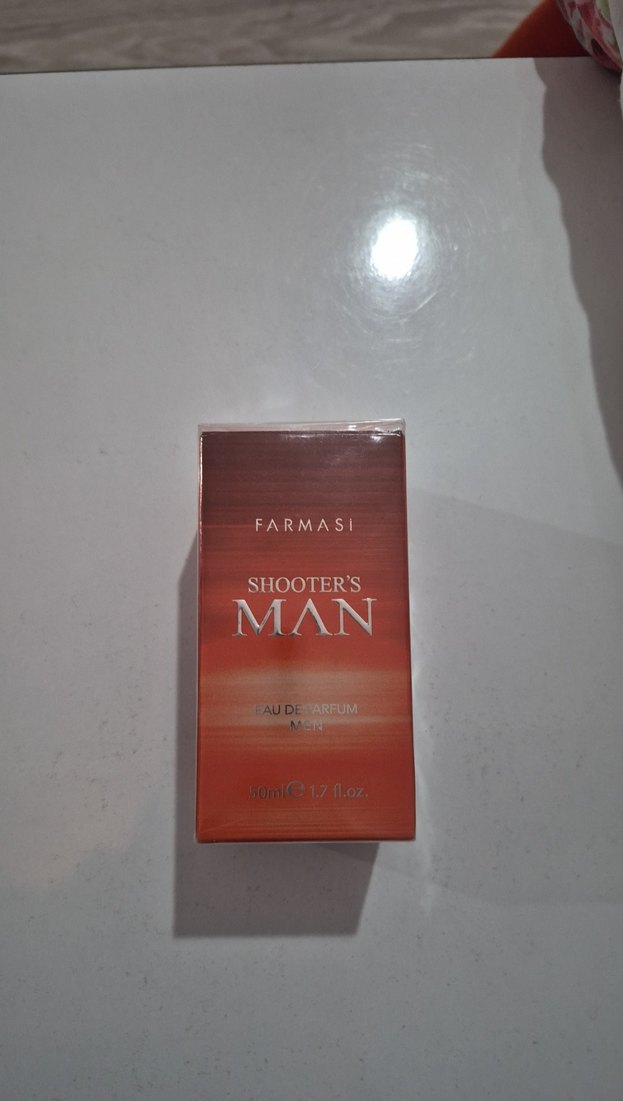 FARMASi
SHOOTER'S
MAN
EAU DE PARFUM
MEN
50ml℮ 1.7 fl.oz.